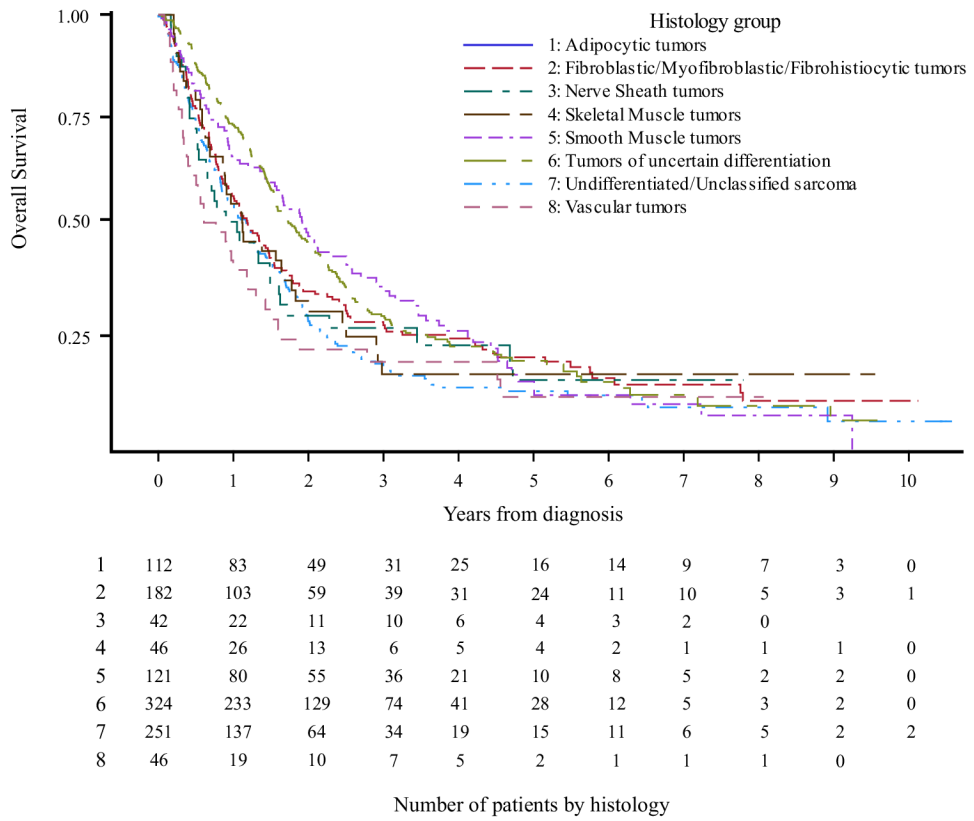 Histology group
1: Adipocytic tumors
2: Fibroblastic/Myofibroblastic/Fibrohistiocytic tumors
3: Nerve Sheath tumors
4: Skeletal Muscle tumors
5: Smooth Muscle tumors
6: Tumors of uncertain differentiation
7: Undifferentiated/Unclassified sarcoma
8: Vascular tumors
Overall Survival
1.00
0.75
0.50
0.25
0 1 2 3 4 5 6 7 8 9 10
Years from diagnosis
1 112 83 49 31 25 16 14 9 7 3 0
2 182 103 59 39 31 24 11 10 5 3 1
3 42 22 11 10 6 4 3 2 0
4 46 26 13 6 5 4 2 1 1 1 0
5 121 80 55 36 21 10 8 5 2 2 0
6 324 233 129 74 41 28 12 5 3 2 0
7 251 137 64 34 19 15 11 6 5 2 2
8 46 19 10 7 5 2 1 1 1 0
Number of patients by histology